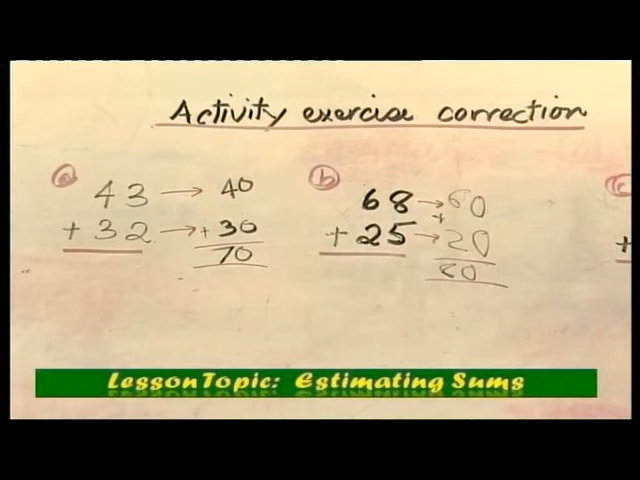 Activity exercise correction
a 43 → 40
+ 32 → + 30
70
b 68 → 60
+ 25 → + 20
80
c
+
Lesson Topic: Estimating Sums